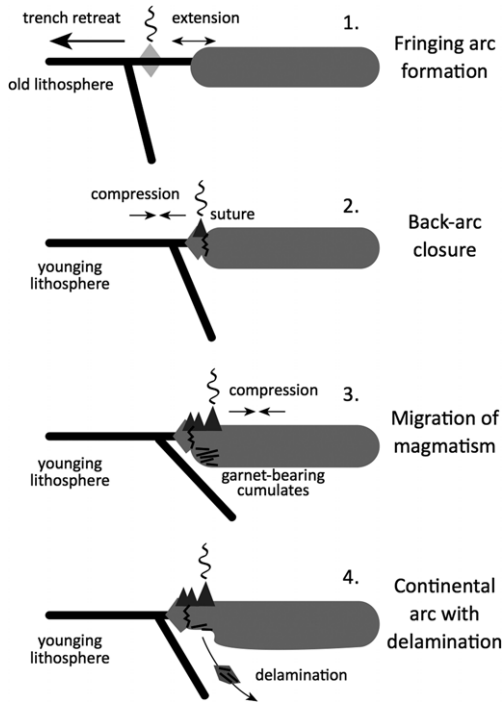 trench retreat
extension
1.
Fringing arc
formation
old lithosphere
compression
suture
2.
Back-arc
closure
younging
lithosphere
compression
3.
Migration of
magmatism
younging
lithosphere
garnet-bearing
cumulates
4.
Continental
arc with
delamination
younging
lithosphere
delamination